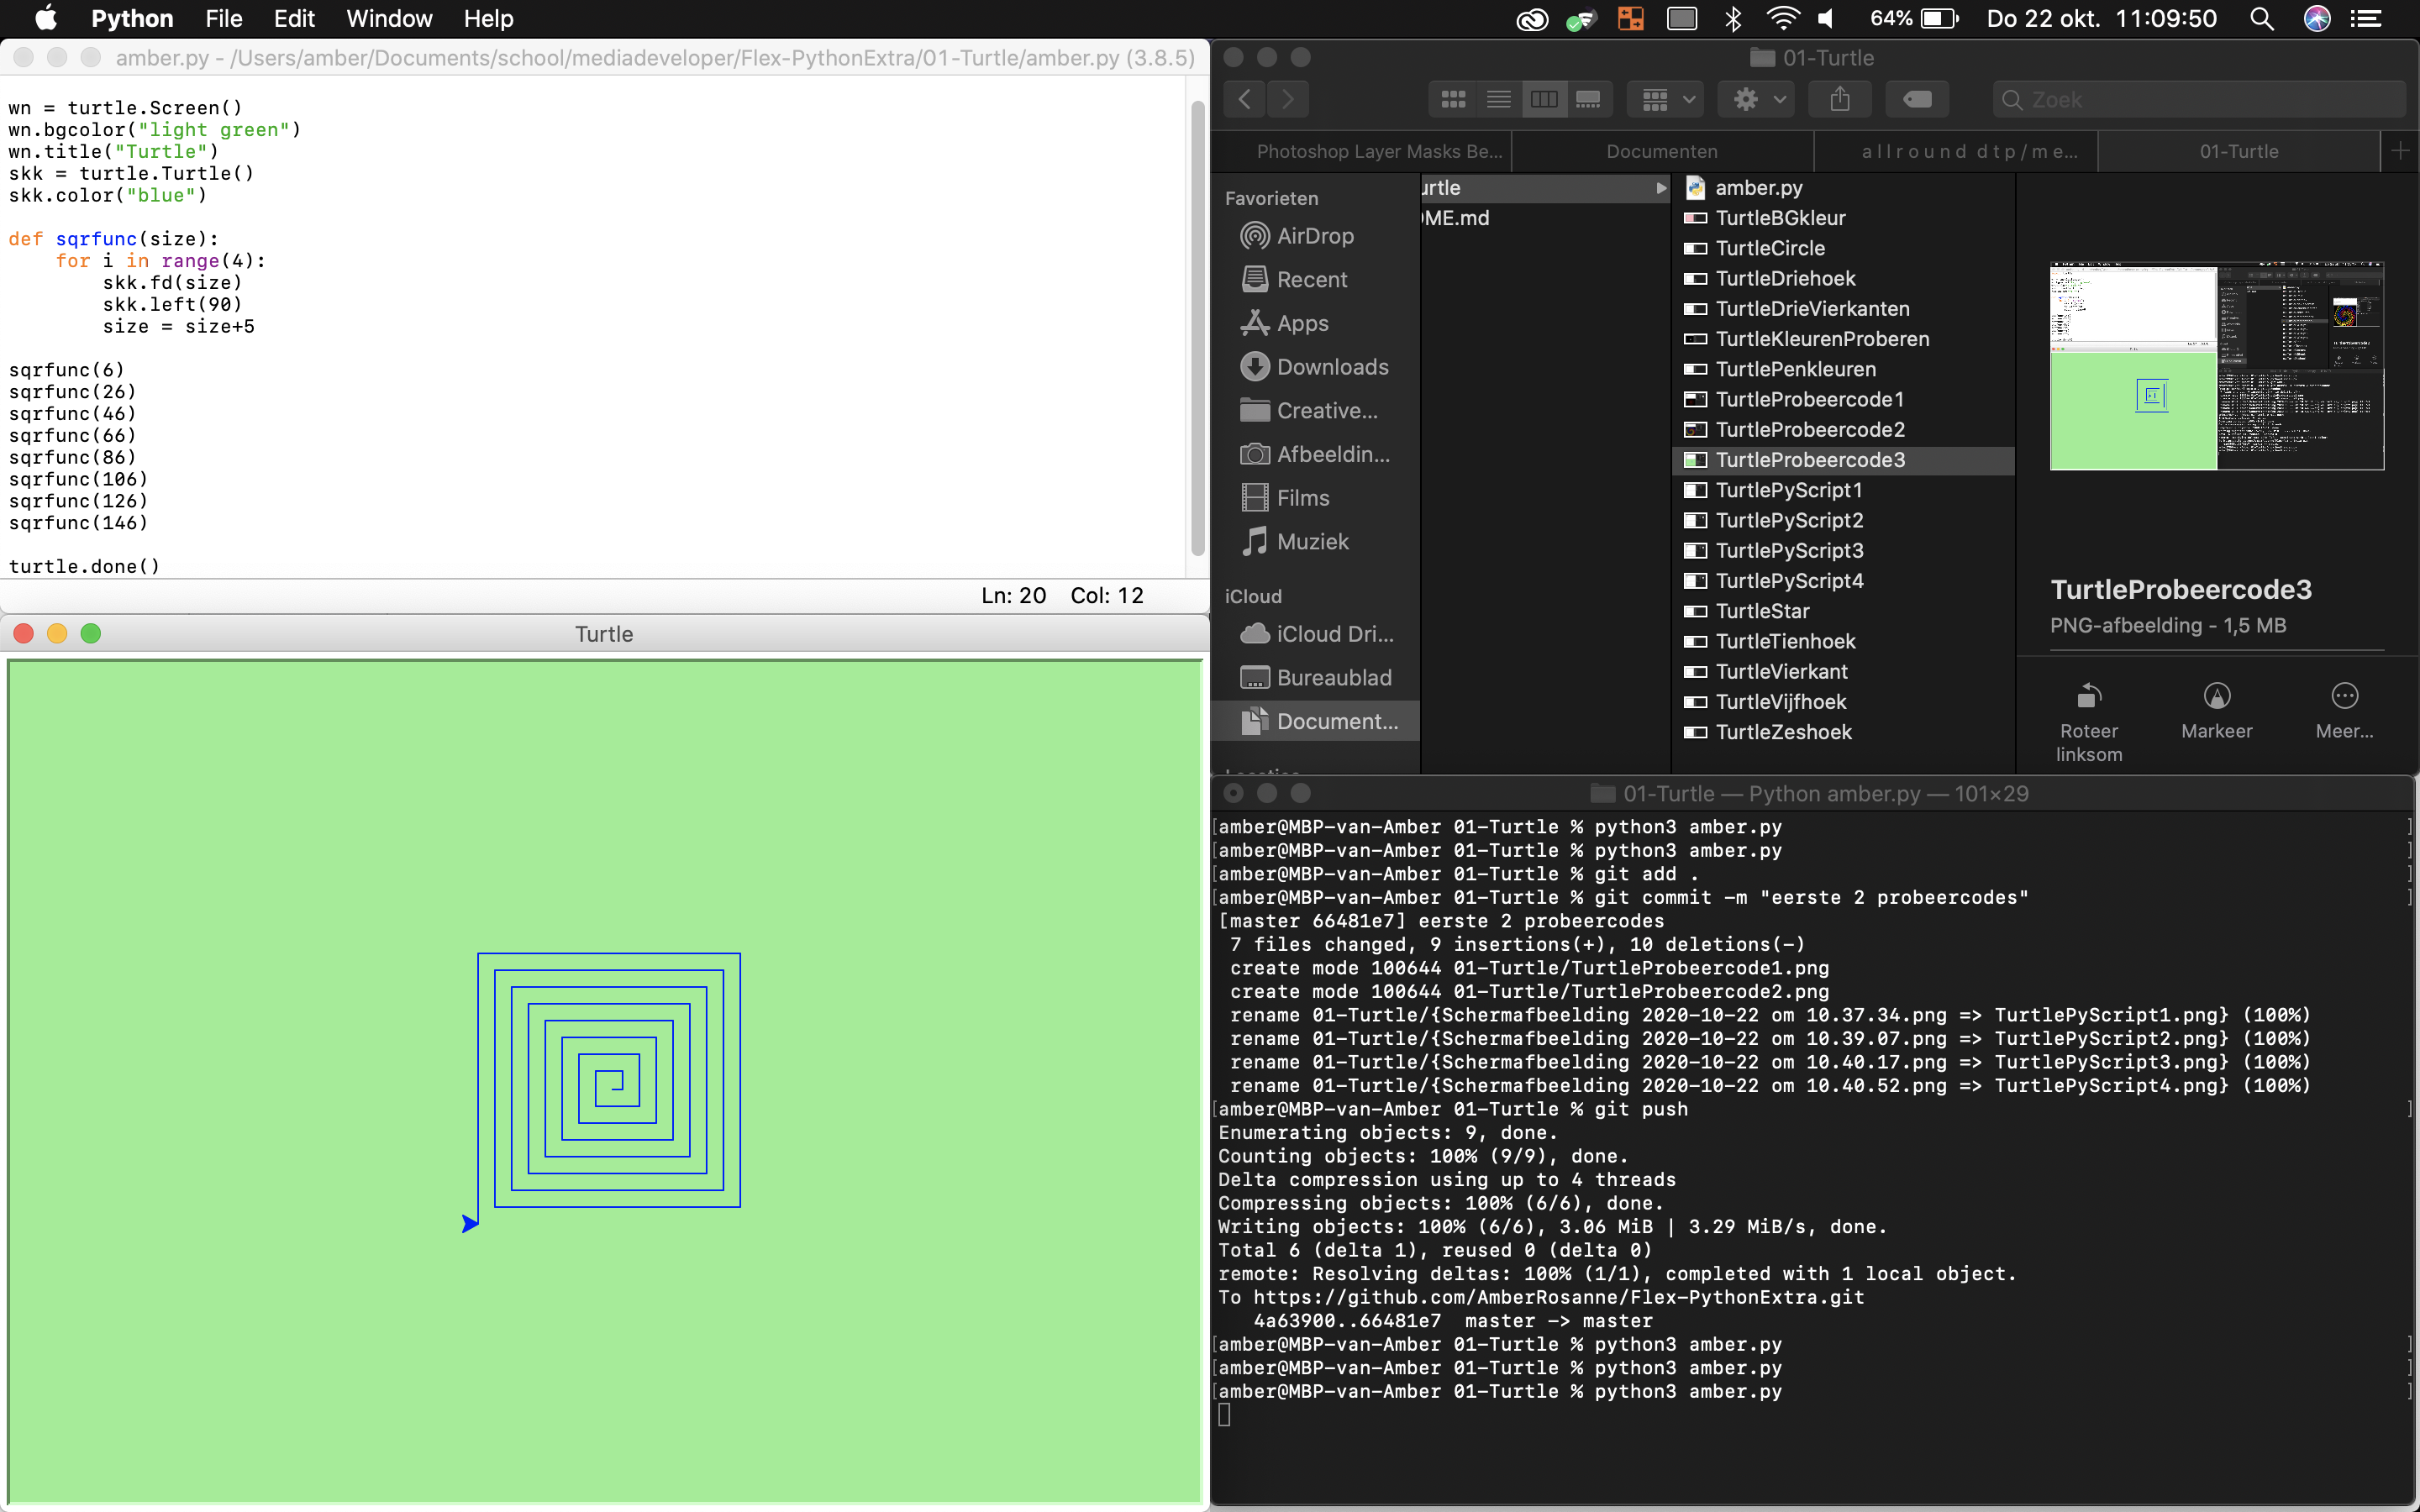 Python File Edit Window Help 64% Do 22 okt. 11:09:50
amber.py - /Users/amber/Documents/school/mediadeveloper/Flex-PythonExtra/01-Turtle/amber.py (3.8.5)
wn = turtle.Screen()
wn.bgcolor("light green")
wn.title("Turtle")
skk = turtle.Turtle()
skk.color("blue")
def sqrfunc(size):
    for i in range(4):
        skk.fd(size)
        skk.left(90)
        size = size+5
sqrfunc(6)
sqrfunc(26)
sqrfunc(46)
sqrfunc(66)
sqrfunc(86)
sqrfunc(106)
sqrfunc(126)
sqrfunc(146)
turtle.done()
Ln: 20 Col: 12
Turtle
01-Turtle
Zoek
Photoshop Layer Masks Be...
Documenten
allround dtp/me...
01-Turtle
Favorieten
AirDrop
Recent
Apps
Downloads
Creative...
Afbeeldin...
Films
Muziek
iCloud
iCloud Dri...
Bureaublad
Document...
urtle
ME.md
amber.py
TurtleBGkleur
TurtleCircle
TurtleDriehoek
TurtleDrieVierkanten
TurtleKleurenProberen
TurtlePenkleuren
TurtleProbeercode1
TurtleProbeercode2
TurtleProbeercode3
TurtlePyScript1
TurtlePyScript2
TurtlePyScript3
TurtlePyScript4
TurtleStar
TurtleTienhoek
TurtleVierkant
TurtleVijfhoek
TurtleZeshoek
TurtleProbeercode3
PNG-afbeelding - 1,5 MB
Roteer linksom
Markeer
Meer...
01-Turtle — Python amber.py — 101×29
[amber@MBP-van-Amber 01-Turtle % python3 amber.py ]
[amber@MBP-van-Amber 01-Turtle % python3 amber.py ]
[amber@MBP-van-Amber 01-Turtle % git add . ]
[amber@MBP-van-Amber 01-Turtle % git commit -m "eerste 2 probeercodes" ]
[master 66481e7] eerste 2 probeercodes
 7 files changed, 9 insertions(+), 10 deletions(-)
 create mode 100644 01-Turtle/TurtleProbeercode1.png
 create mode 100644 01-Turtle/TurtleProbeercode2.png
 rename 01-Turtle/{Schermafbeelding 2020-10-22 om 10.37.34.png => TurtlePyScript1.png} (100%)
 rename 01-Turtle/{Schermafbeelding 2020-10-22 om 10.39.07.png => TurtlePyScript2.png} (100%)
 rename 01-Turtle/{Schermafbeelding 2020-10-22 om 10.40.17.png => TurtlePyScript3.png} (100%)
 rename 01-Turtle/{Schermafbeelding 2020-10-22 om 10.40.52.png => TurtlePyScript4.png} (100%)
[amber@MBP-van-Amber 01-Turtle % git push ]
Enumerating objects: 9, done.
Counting objects: 100% (9/9), done.
Delta compression using up to 4 threads
Compressing objects: 100% (6/6), done.
Writing objects: 100% (6/6), 3.06 MiB | 3.29 MiB/s, done.
Total 6 (delta 1), reused 0 (delta 0)
remote: Resolving deltas: 100% (1/1), completed with 1 local object.
To https://github.com/AmberRosanne/Flex-PythonExtra.git
   4a63900..66481e7  master -> master
[amber@MBP-van-Amber 01-Turtle % python3 amber.py ]
[amber@MBP-van-Amber 01-Turtle % python3 amber.py ]
[amber@MBP-van-Amber 01-Turtle % python3 amber.py ]